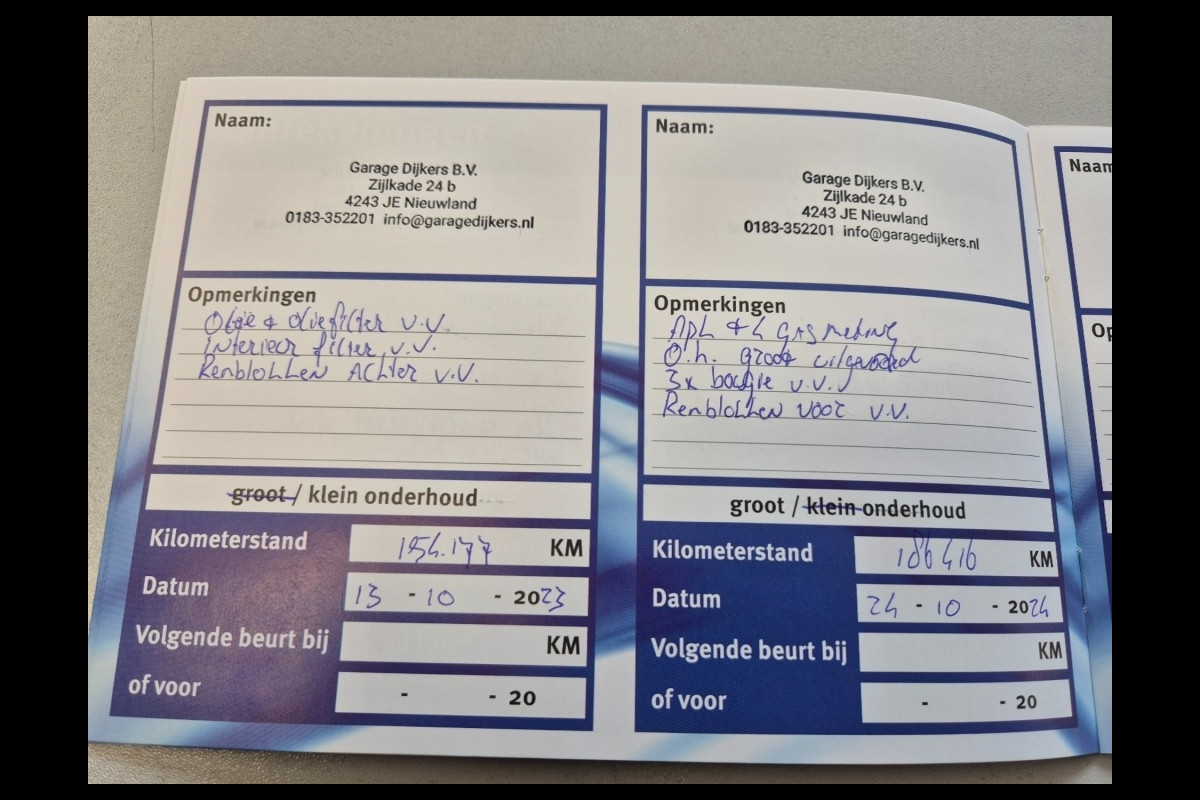 Naam:
Garage Dijkers B.V.
Zijlkade 24 b
4243 JE Nieuwland
0183-352201 info@garagedijkers.nl
Opmerkingen
Olie & oliefilter v.v.
interieur filter v.v.
Remblokken Achter v.v.
groot / klein onderhoud
Kilometerstand 154.177 KM
Datum 13 - 10 - 2023
Volgende beurt bij KM
of voor - - 20
Naam:
Garage Dijkers B.V.
Zijlkade 24 b
4243 JE Nieuwland
0183-352201 info@garagedijkers.nl
Opmerkingen
Apk & 4 gasmeting
O.h. groot uitgevoerd
3x bougie v.v.
Remblokken voor v.v.
groot / klein onderhoud
Kilometerstand 186416 KM
Datum 24 - 10 - 2024
Volgende beurt bij KM
of voor - - 20
Naam
Op